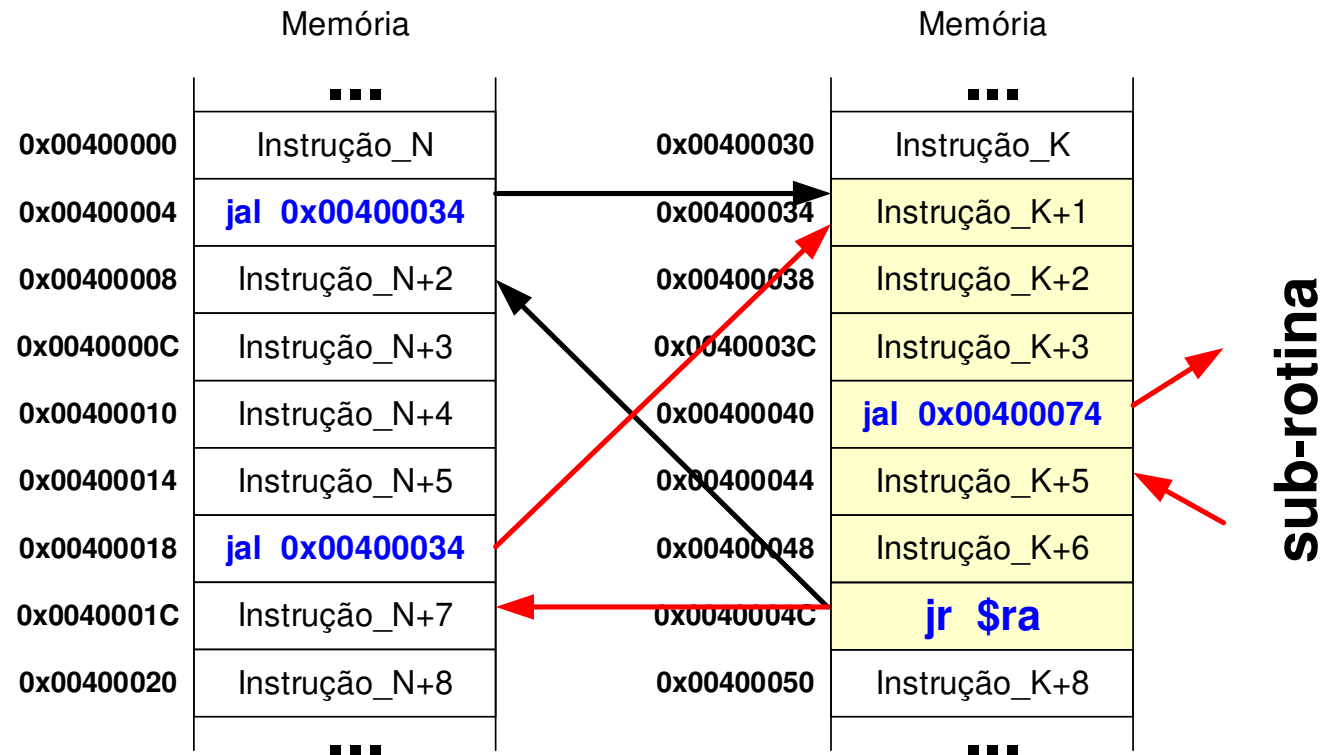 Memória Memória
... ...
0x00400000 Instrução_N 0x00400030 Instrução_K
0x00400004 jal 0x00400034 0x00400034 Instrução_K+1
0x00400008 Instrução_N+2 0x00400038 Instrução_K+2
0x0040000C Instrução_N+3 0x0040003C Instrução_K+3
0x00400010 Instrução_N+4 0x00400040 jal 0x00400074
0x00400014 Instrução_N+5 0x00400044 Instrução_K+5
0x00400018 jal 0x00400034 0x00400048 Instrução_K+6
0x0040001C Instrução_N+7 0x0040004C jr $ra
0x00400020 Instrução_N+8 0x00400050 Instrução_K+8
... ...
sub-rotina